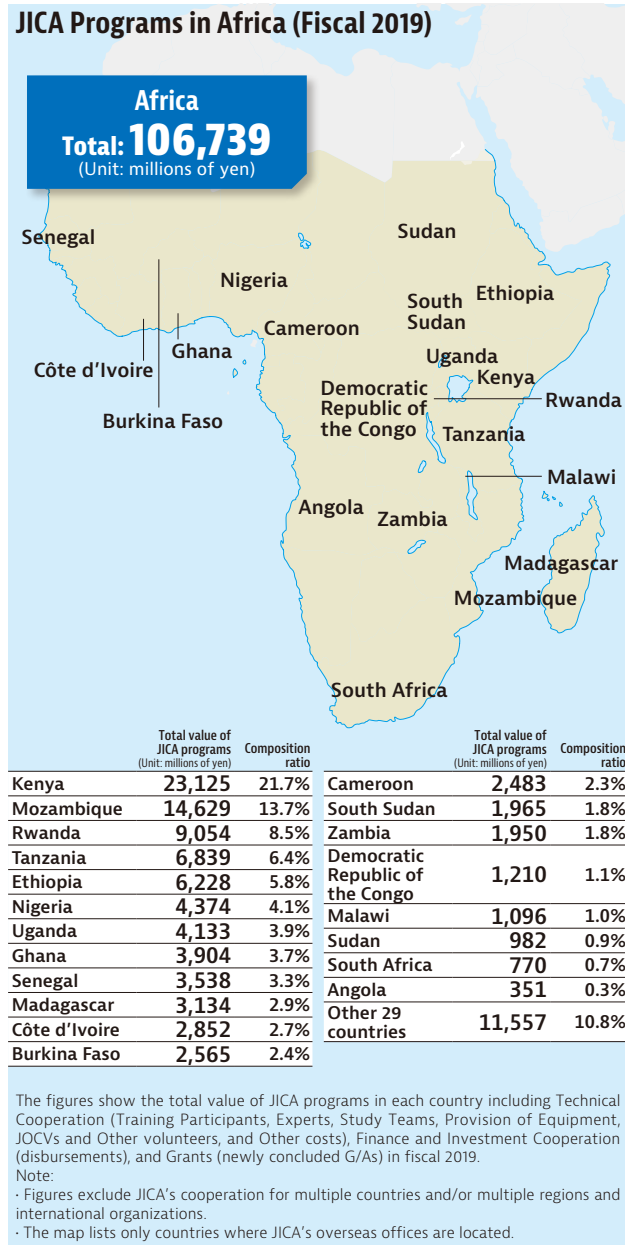 JICA Programs in Africa (Fiscal 2019)
Africa
Total: 106,739
(Unit: millions of yen)
Senegal
Sudan
Nigeria
Ethiopia
South
Sudan
Cameroon
Ghana
Uganda
Côte d’Ivoire
Kenya
Democratic
Republic of
the Congo
Rwanda
Burkina Faso
Tanzania
Malawi
Angola
Zambia
Madagascar
Mozambique
South Africa
Total value of
JICA programs
(Unit: millions of yen)
Composition
ratio
Kenya 23,125 21.7%
Mozambique 14,629 13.7%
Rwanda 9,054 8.5%
Tanzania 6,839 6.4%
Ethiopia 6,228 5.8%
Nigeria 4,374 4.1%
Uganda 4,133 3.9%
Ghana 3,904 3.7%
Senegal 3,538 3.3%
Madagascar 3,134 2.9%
Côte d’Ivoire 2,852 2.7%
Burkina Faso 2,565 2.4%
Total value of
JICA programs
(Unit: millions of yen)
Composition
ratio
Cameroon 2,483 2.3%
South Sudan 1,965 1.8%
Zambia 1,950 1.8%
Democratic
Republic of 1,210 1.1%
the Congo
Malawi 1,096 1.0%
Sudan 982 0.9%
South Africa 770 0.7%
Angola 351 0.3%
Other 29
countries 11,557 10.8%
The figures show the total value of JICA programs in each country including Technical
Cooperation (Training Participants, Experts, Study Teams, Provision of Equipment,
JOCVs and Other volunteers, and Other costs), Finance and Investment Cooperation
(disbursements), and Grants (newly concluded G/As) in fiscal 2019.
Note:
· Figures exclude JICA’s cooperation for multiple countries and/or multiple regions and
international organizations.
· The map lists only countries where JICA’s overseas offices are located.